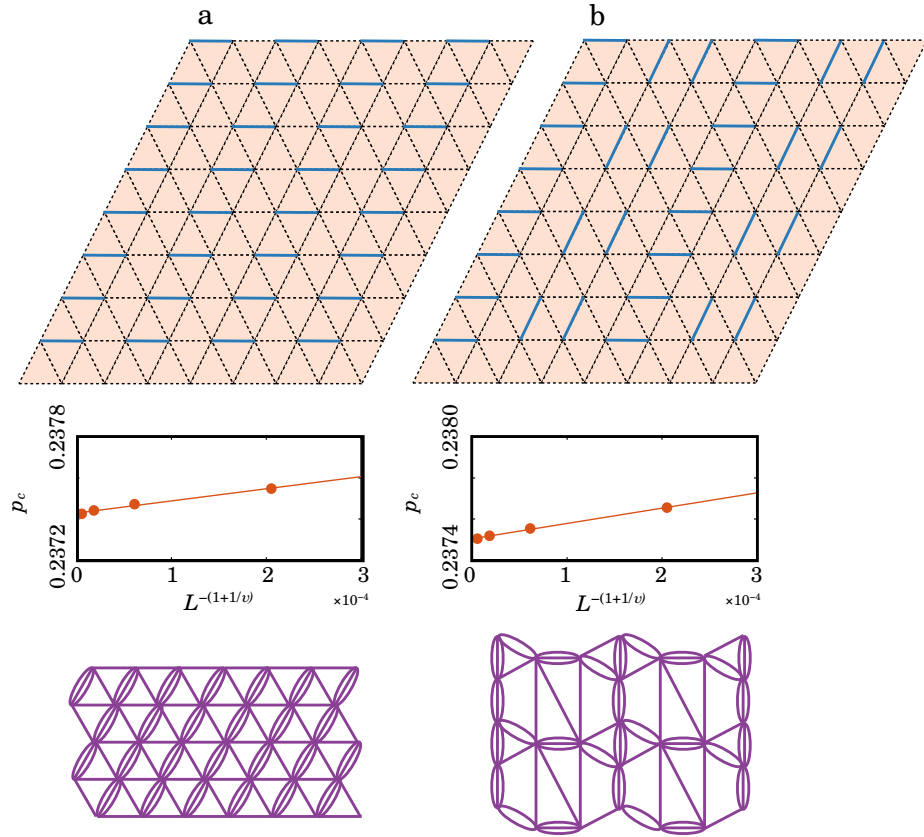 a
b
0.2378
0.2372
p_c
0 1 2 3
L^{-(1+1/υ)}
×10^{-4}
0.2380
0.2374
p_c
0 1 2 3
L^{-(1+1/υ)}
×10^{-4}